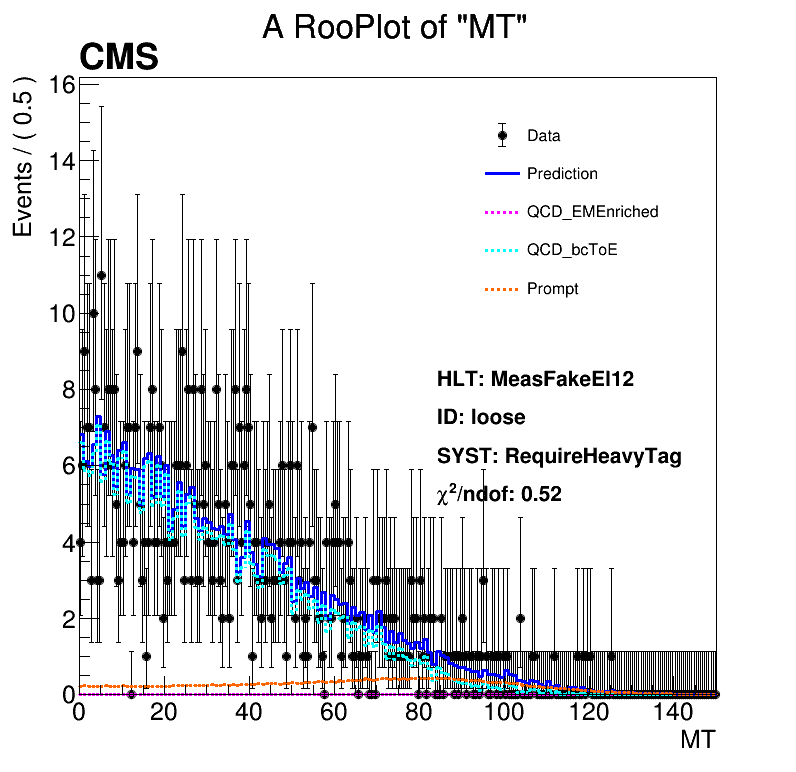 A RooPlot of "MT"
CMS
Events / ( 0.5 )
16
14
12
10
8
6
4
2
0
Data
Prediction
QCD_EMEnriched
QCD_bcToE
Prompt
HLT: MeasFakeEl12
ID: loose
SYST: RequireHeavyTag
χ²/ndof: 0.52
0 20 40 60 80 100 120 140
MT